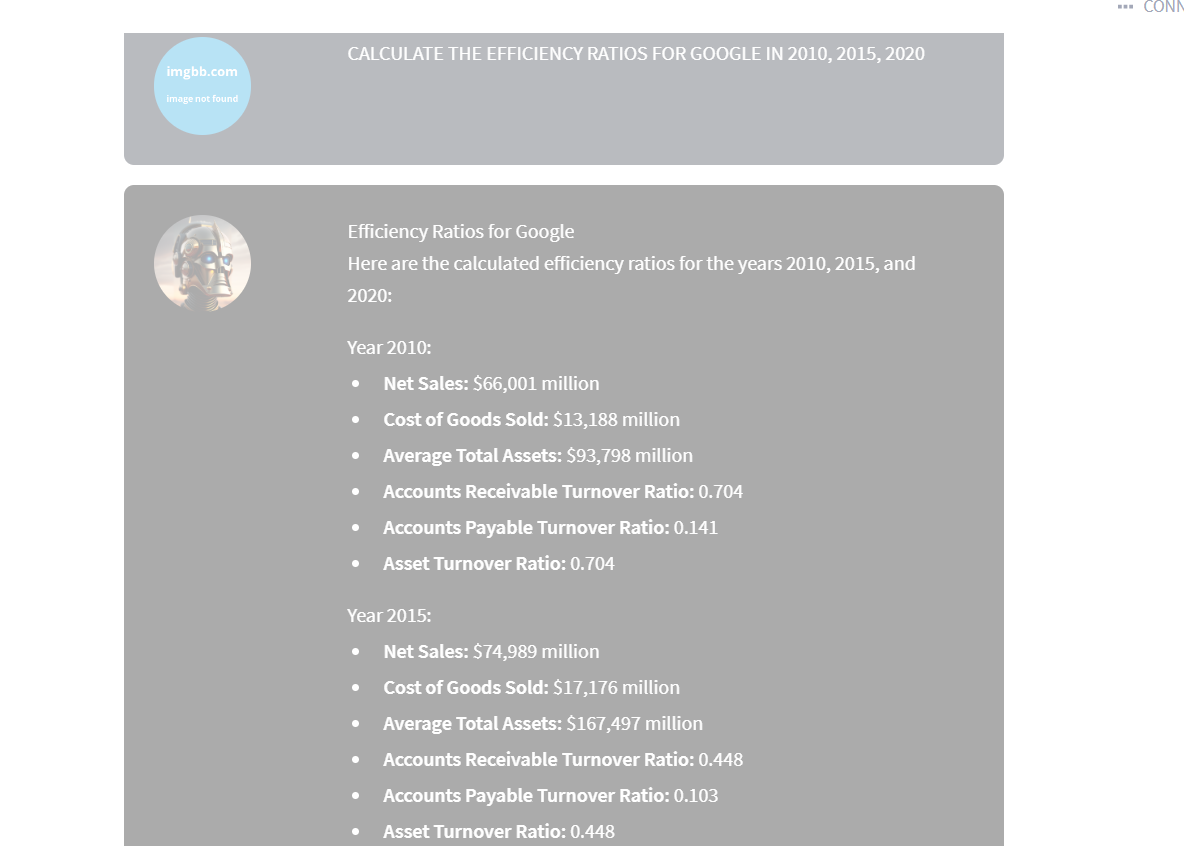 CONN
imgbb.com
image not found
CALCULATE THE EFFICIENCY RATIOS FOR GOOGLE IN 2010, 2015, 2020
Efficiency Ratios for Google
Here are the calculated efficiency ratios for the years 2010, 2015, and
2020:
Year 2010:
• Net Sales: $66,001 million
• Cost of Goods Sold: $13,188 million
• Average Total Assets: $93,798 million
• Accounts Receivable Turnover Ratio: 0.704
• Accounts Payable Turnover Ratio: 0.141
• Asset Turnover Ratio: 0.704
Year 2015:
• Net Sales: $74,989 million
• Cost of Goods Sold: $17,176 million
• Average Total Assets: $167,497 million
• Accounts Receivable Turnover Ratio: 0.448
• Accounts Payable Turnover Ratio: 0.103
• Asset Turnover Ratio: 0.448